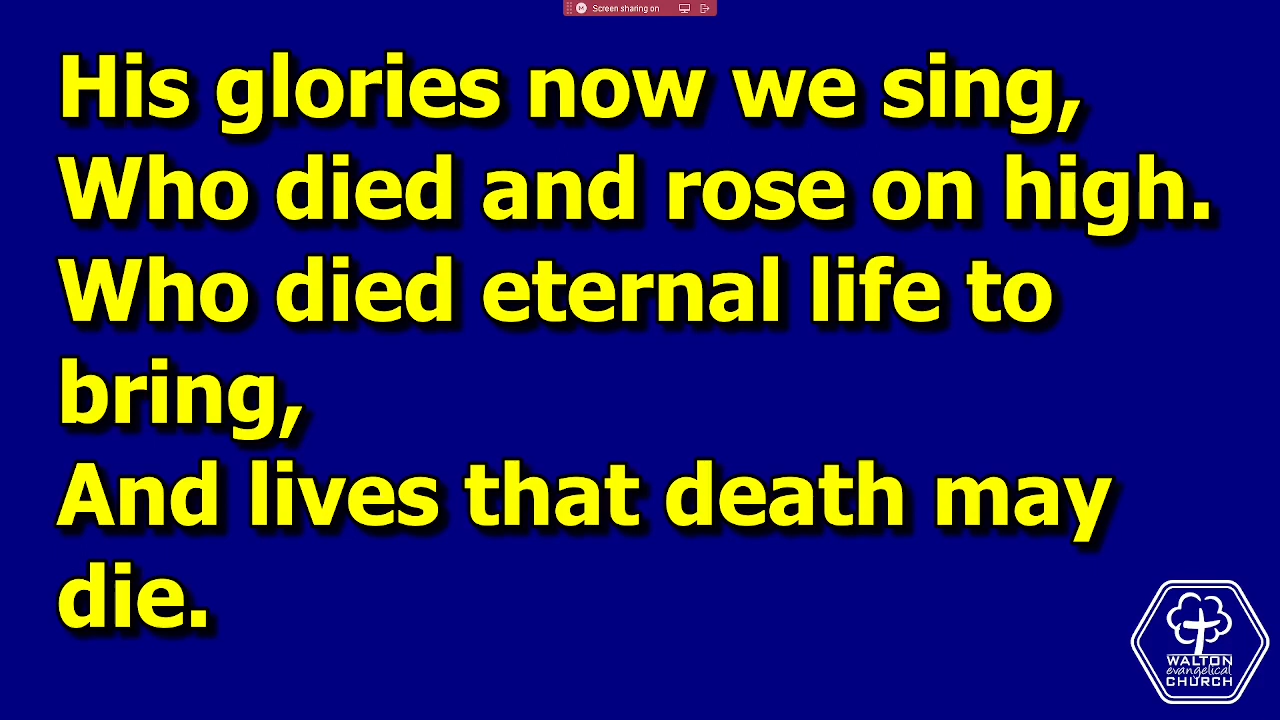 Screen sharing on
His glories now we sing,
Who died and rose on high.
Who died eternal life to
bring,
And lives that death may
die.
WALTON
evangelical
CHURCH